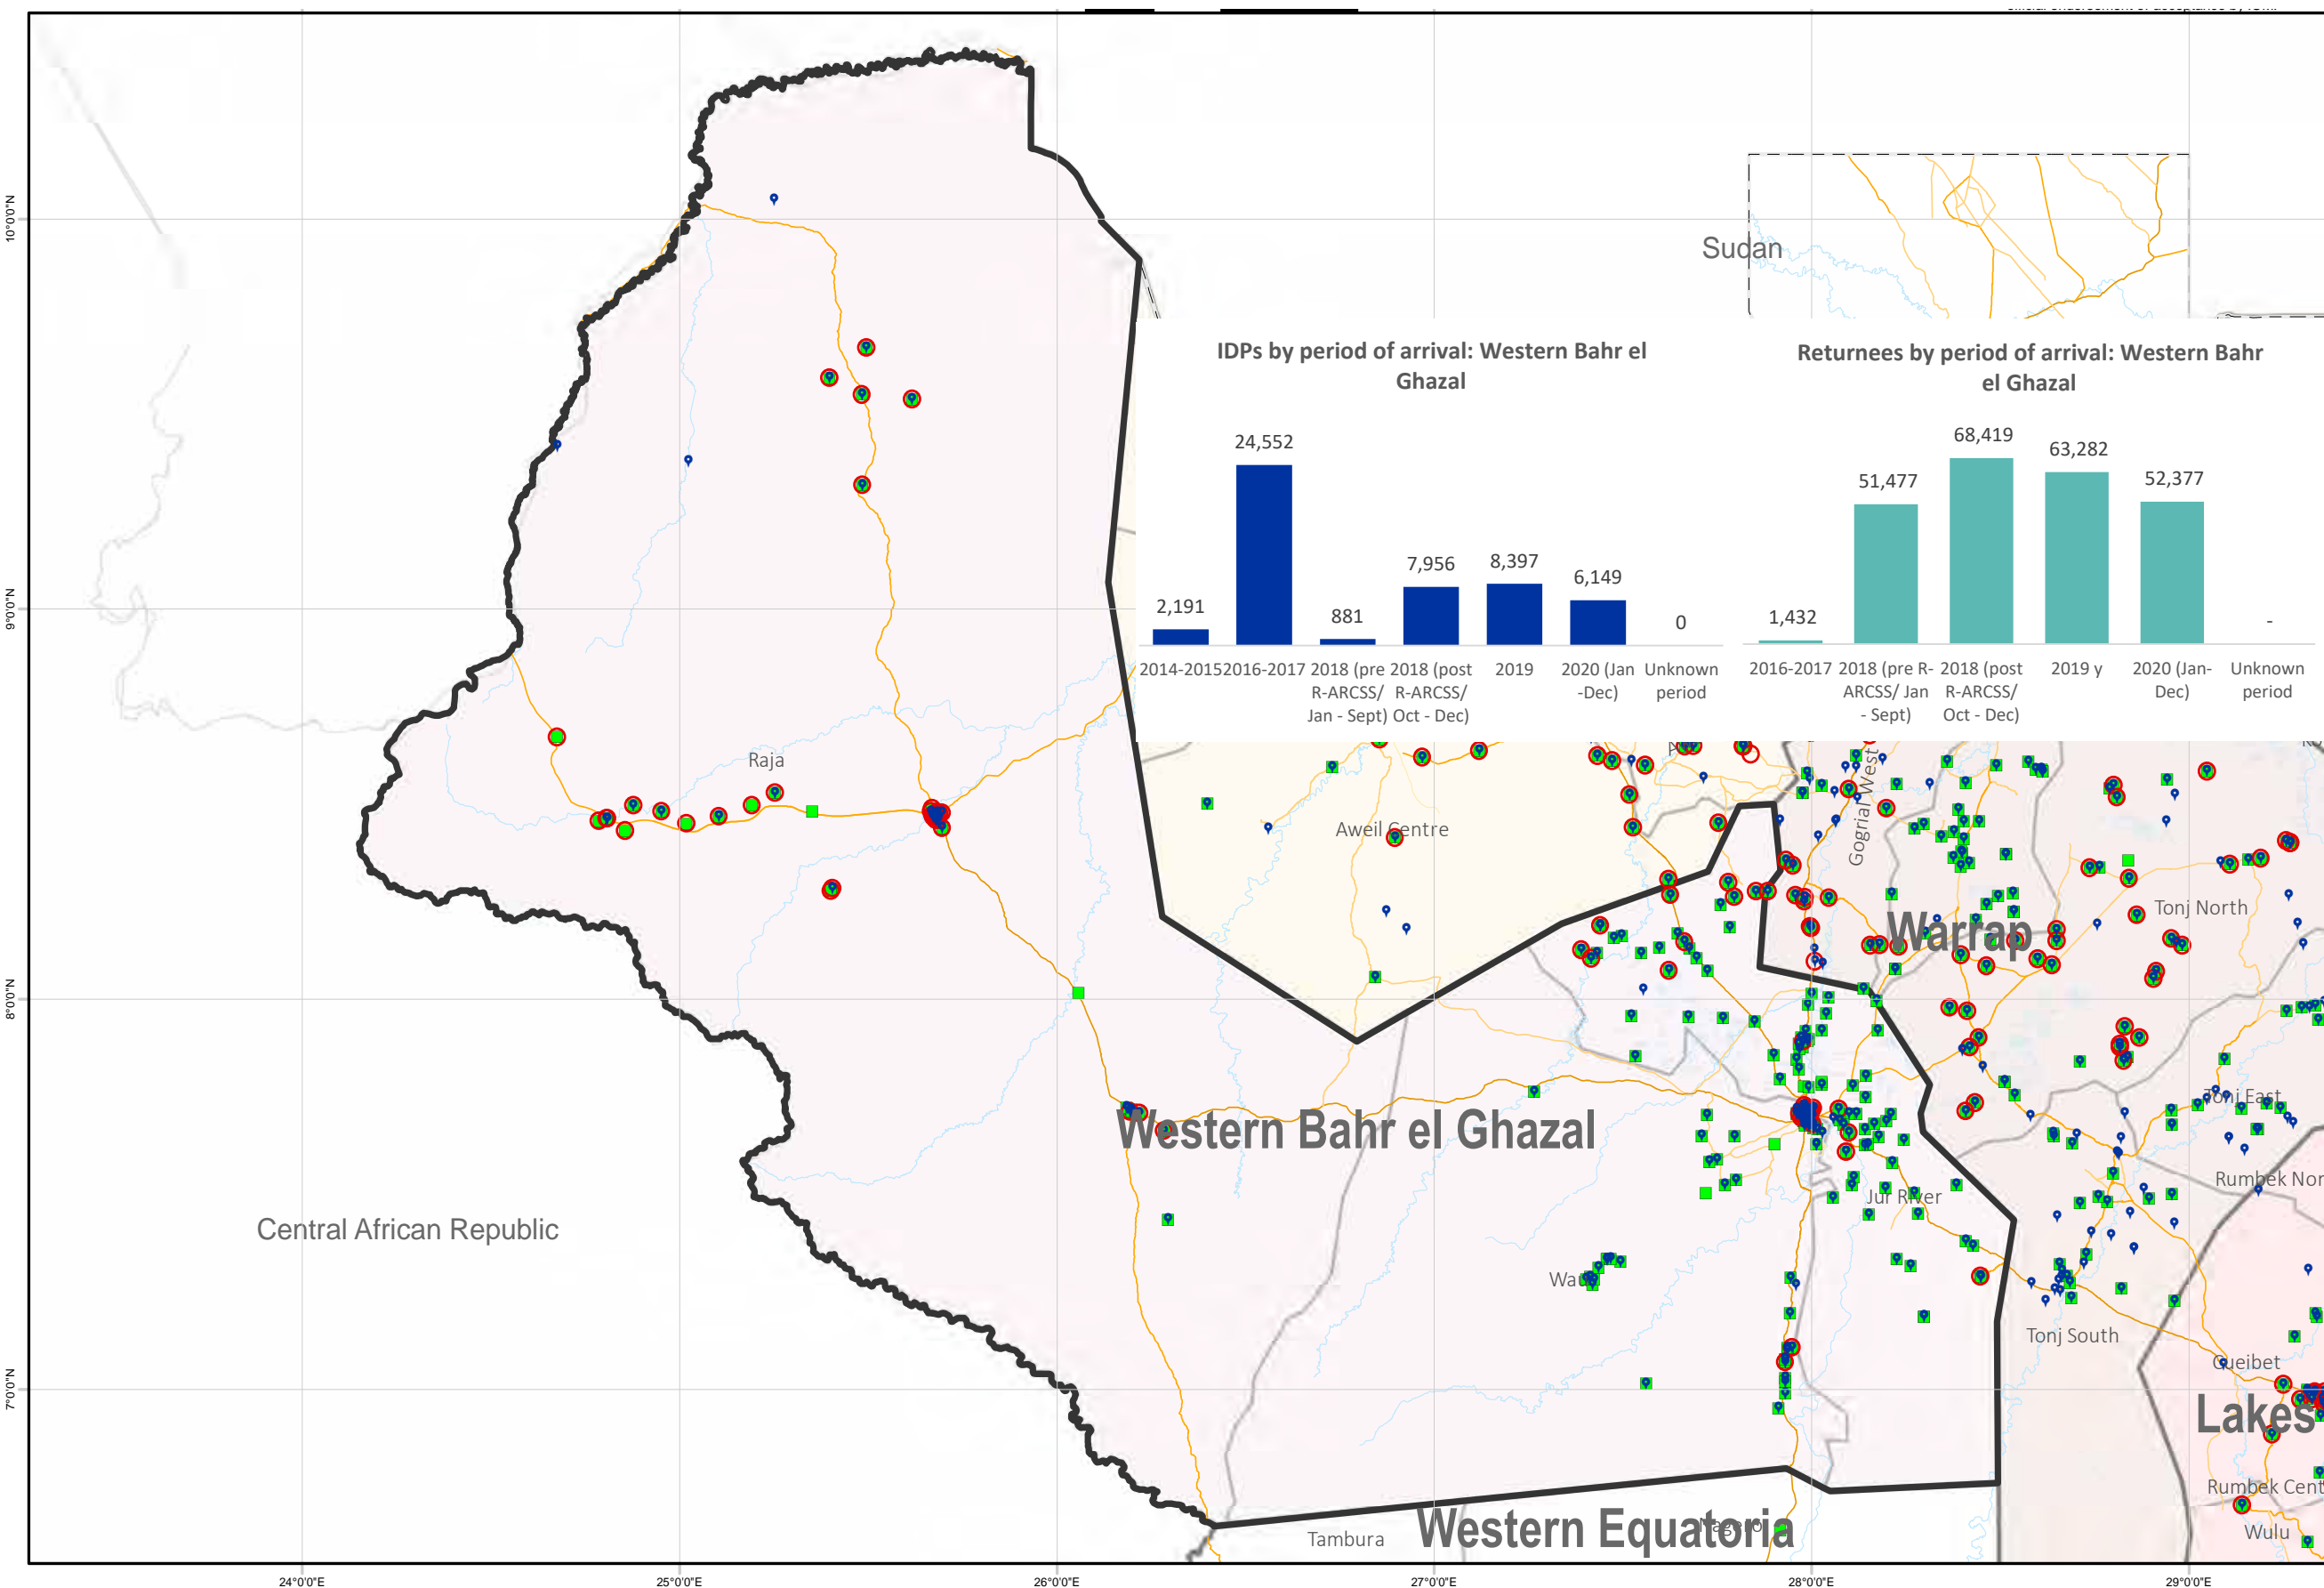 10°0'0"N
9°0'0"N
8°0'0"N
7°0'0"N
Sudan
IDPs by period of arrival: Western Bahr el
Ghazal
24,552
7,956
8,397
6,149
2,191
881
0
2014-2015
2016-2017
2018 (pre
R-ARCSS/
Jan - Sept)
2018 (post
R-ARCSS/
Oct - Dec)
2019
2020 (Jan
-Dec)
Unknown
period
Returnees by period of arrival: Western Bahr
el Ghazal
68,419
63,282
51,477
52,377
1,432
-
2016-2017
2018 (pre R-
ARCSS/ Jan
- Sept)
2018 (post
R-ARCSS/
Oct - Dec)
2019 y
2020 (Jan-
Dec)
Unknown
period
Raja
Aweil Centre
Gogrial West
Warrap
Tonj North
Western Bahr el Ghazal
Tonj East
Rumbek Nor
Jur River
Central African Republic
Wau
Tonj South
Cueibet
Lakes
Rumbek Cent
Wulu
Western Equatoria
Nagero
Tambura
24°0'0"E
25°0'0"E
26°0'0"E
27°0'0"E
28°0'0"E
29°0'0"E